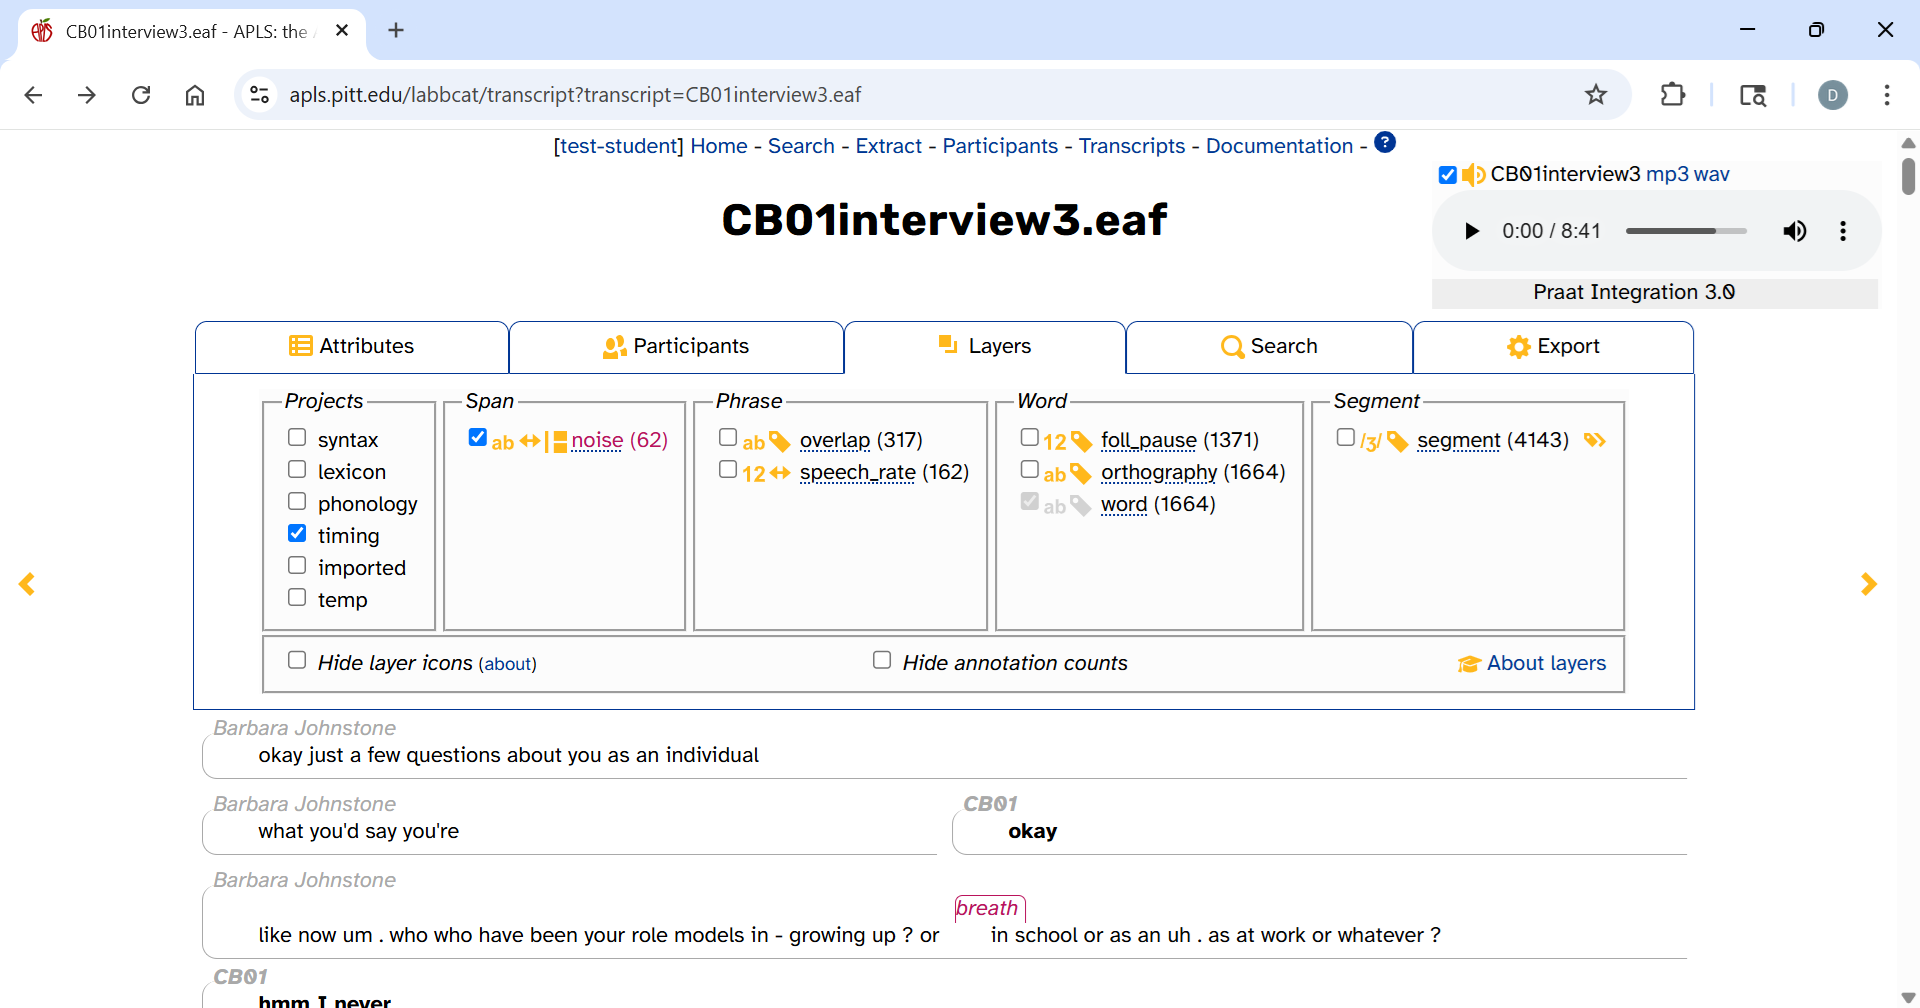 CB01interview3.eaf - APLS: the
apls.pitt.edu/labbcat/transcript?transcript=CB01interview3.eaf
D
[test-student] Home - Search - Extract - Participants - Transcripts - Documentation - ?
CB01interview3 mp3 wav
CB01interview3.eaf
0:00 / 8:41
Praat Integration 3.0
Attributes Participants Layers Search Export
Projects Span Phrase Word Segment
syntax ab noise (62) ab overlap (317) 12 foll_pause (1371) /ʒ/ segment (4143)
lexicon 12 speech_rate (162) ab orthography (1664)
phonology ab word (1664)
timing
imported
temp
Hide layer icons (about) Hide annotation counts About layers
Barbara Johnstone
okay just a few questions about you as an individual
Barbara Johnstone CB01
what you'd say you're okay
Barbara Johnstone
breath
like now um . who who have been your role models in - growing up ? or in school or as an uh . as at work or whatever ?
CB01
hmm I never